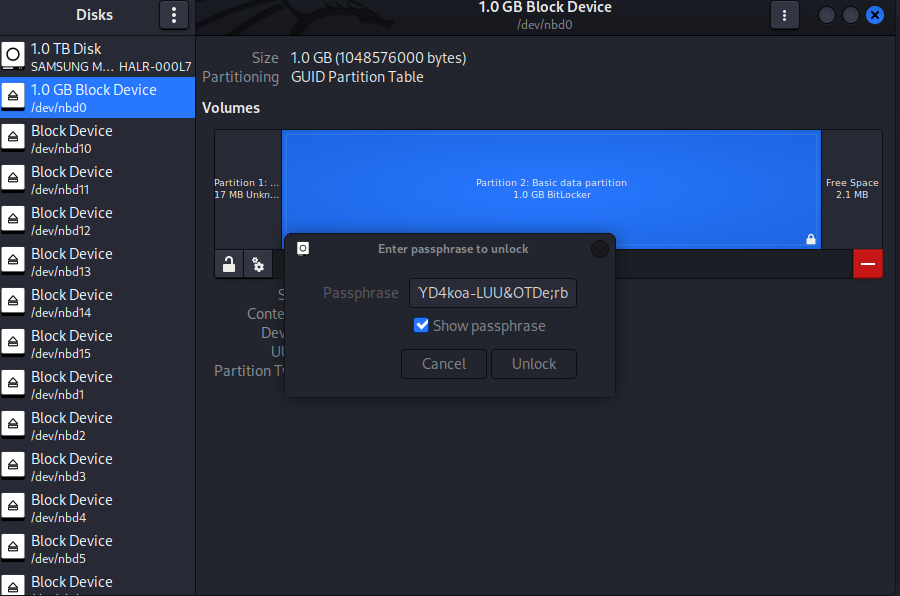 Disks
1.0 GB Block Device
/dev/nbd0
1.0 TB Disk
SAMSUNG M... HALR-000L7
1.0 GB Block Device
/dev/nbd0
Block Device
/dev/nbd10
Block Device
/dev/nbd11
Block Device
/dev/nbd12
Block Device
/dev/nbd13
Block Device
/dev/nbd14
Block Device
/dev/nbd15
Block Device
/dev/nbd1
Block Device
/dev/nbd2
Block Device
/dev/nbd3
Block Device
/dev/nbd4
Block Device
/dev/nbd5
Block Device
Size 1.0 GB (1048576000 bytes)
Partitioning GUID Partition Table
Volumes
Partition 1: ...
17 MB Unkn...
Partition 2: Basic data partition
1.0 GB BitLocker
Free Space
2.1 MB
S
Conte
Dev
UU
Partition Ty
Enter passphrase to unlock
Passphrase YD4koa-LUU&OTDe;rb
Show passphrase
Cancel Unlock